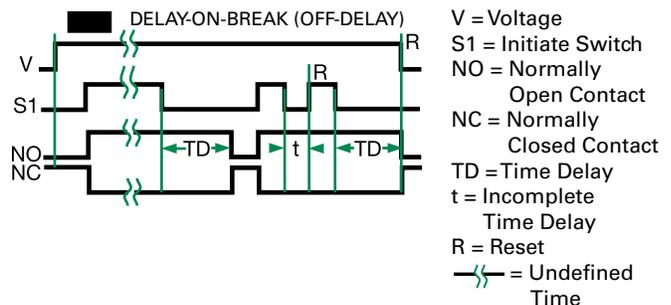 DELAY-ON-BREAK (OFF-DELAY)
R
V
S1
R
NO
NC
TD
t
TD
V = Voltage
S1 = Initiate Switch
NO = Normally
Open Contact
NC = Normally
Closed Contact
TD = Time Delay
t = Incomplete
Time Delay
R = Reset
= Undefined
Time